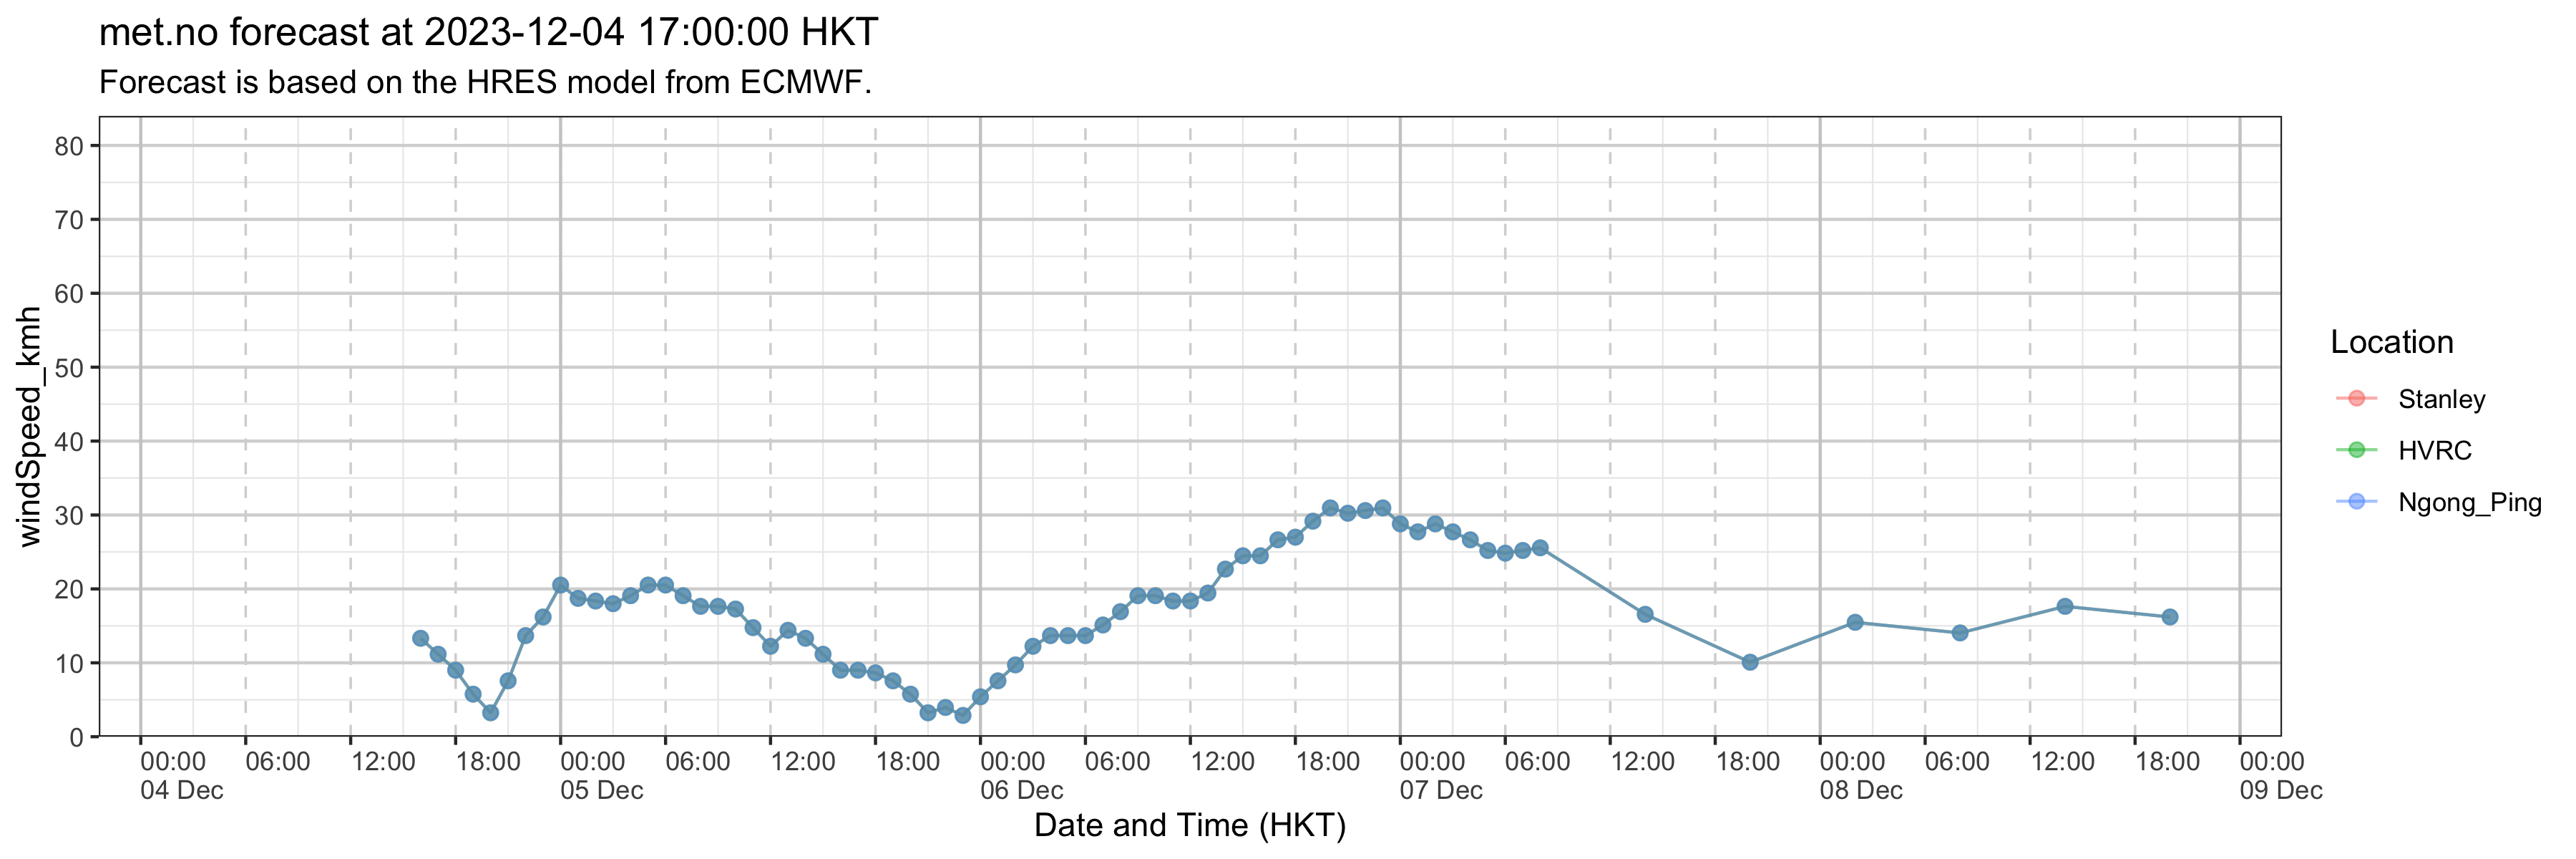 met.no forecast at 2023-12-04 17:00:00 HKT
Forecast is based on the HRES model from ECMWF.
windSpeed_kmh
80
70
60
50
40
30
20
10
0
00:00 06:00 12:00 18:00 00:00 06:00 12:00 18:00 00:00 06:00 12:00 18:00 00:00 06:00 12:00 18:00 00:00 06:00 12:00 18:00 00:00
04 Dec 05 Dec 06 Dec 07 Dec 08 Dec 09 Dec
Date and Time (HKT)
Location
Stanley
HVRC
Ngong_Ping